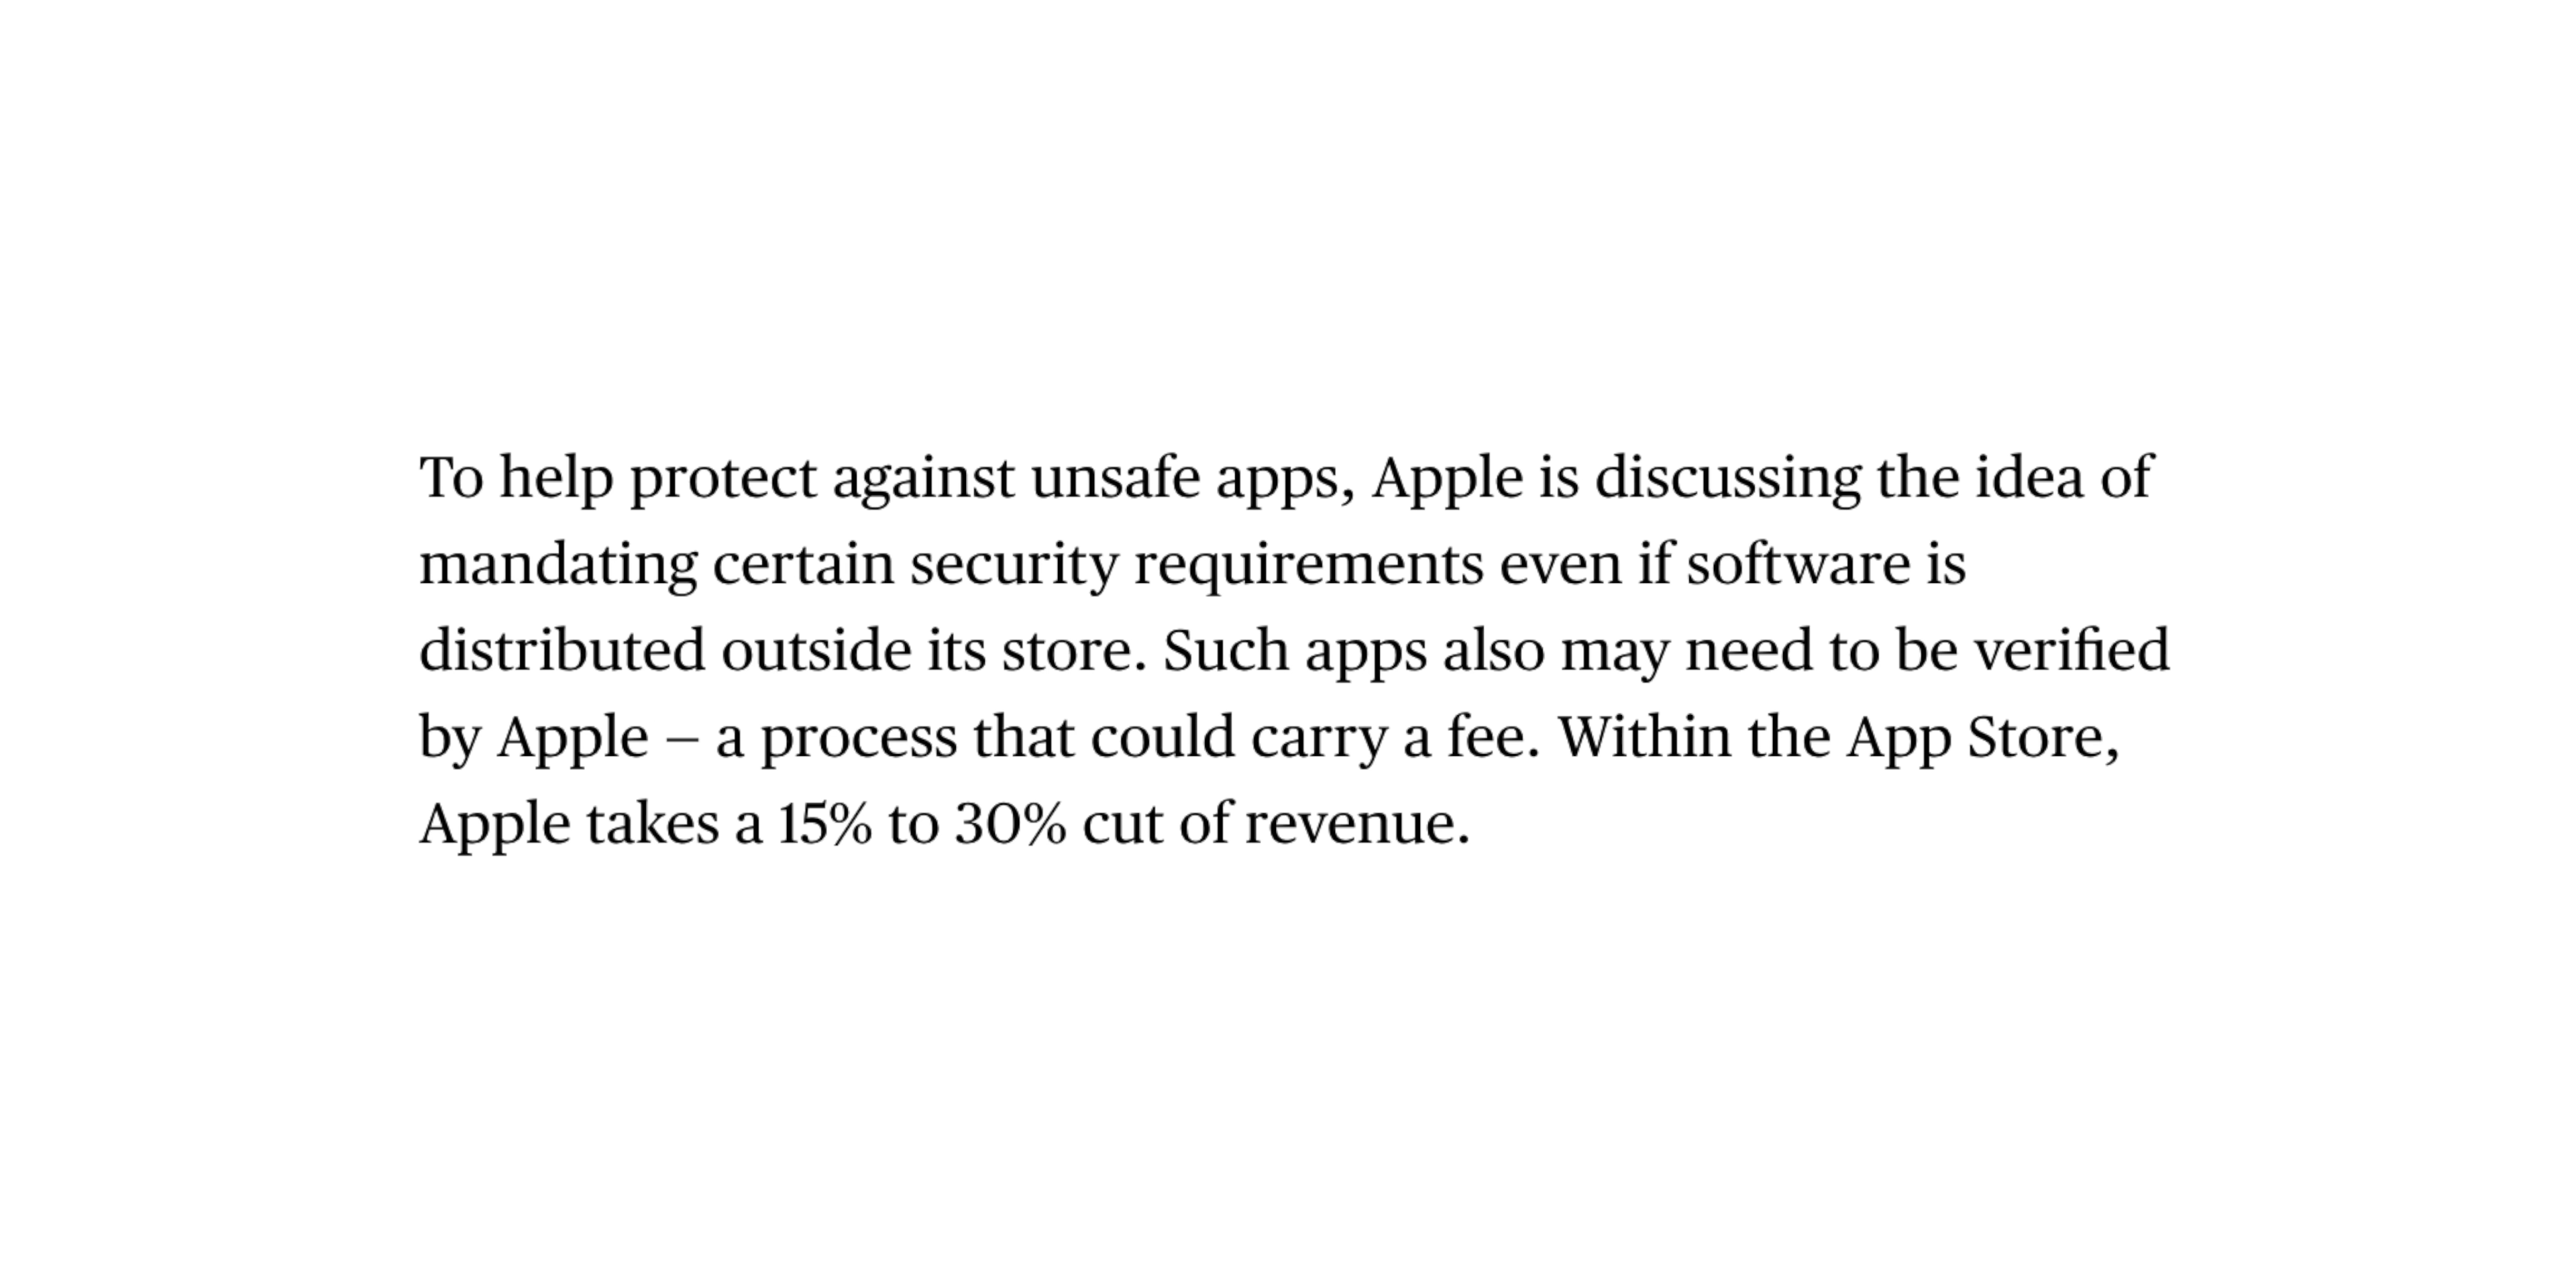 To help protect against unsafe apps, Apple is discussing the idea of
mandating certain security requirements even if software is
distributed outside its store. Such apps also may need to be verified
by Apple – a process that could carry a fee. Within the App Store,
Apple takes a 15% to 30% cut of revenue.